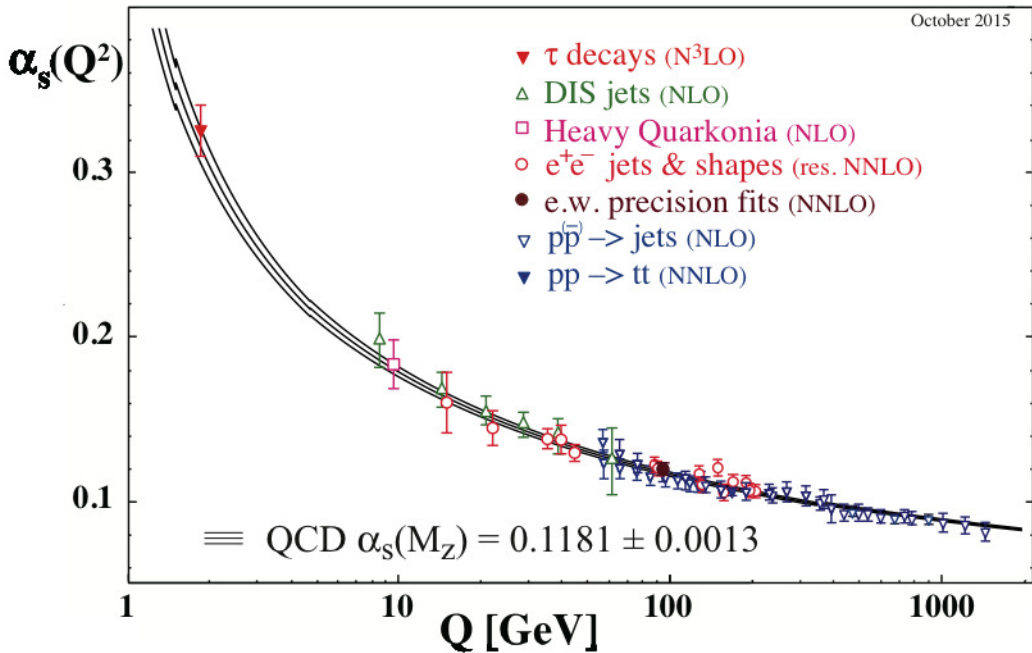 October 2015
αs(Q²)
τ decays (N³LO)
DIS jets (NLO)
Heavy Quarkonia (NLO)
e⁺e⁻ jets & shapes (res. NNLO)
e.w. precision fits (NNLO)
pp(–) –> jets (NLO)
pp –> tt (NNLO)
0.3
0.2
0.1
QCD αs(Mz) = 0.1181 ± 0.0013
1 10 100 1000
Q [GeV]